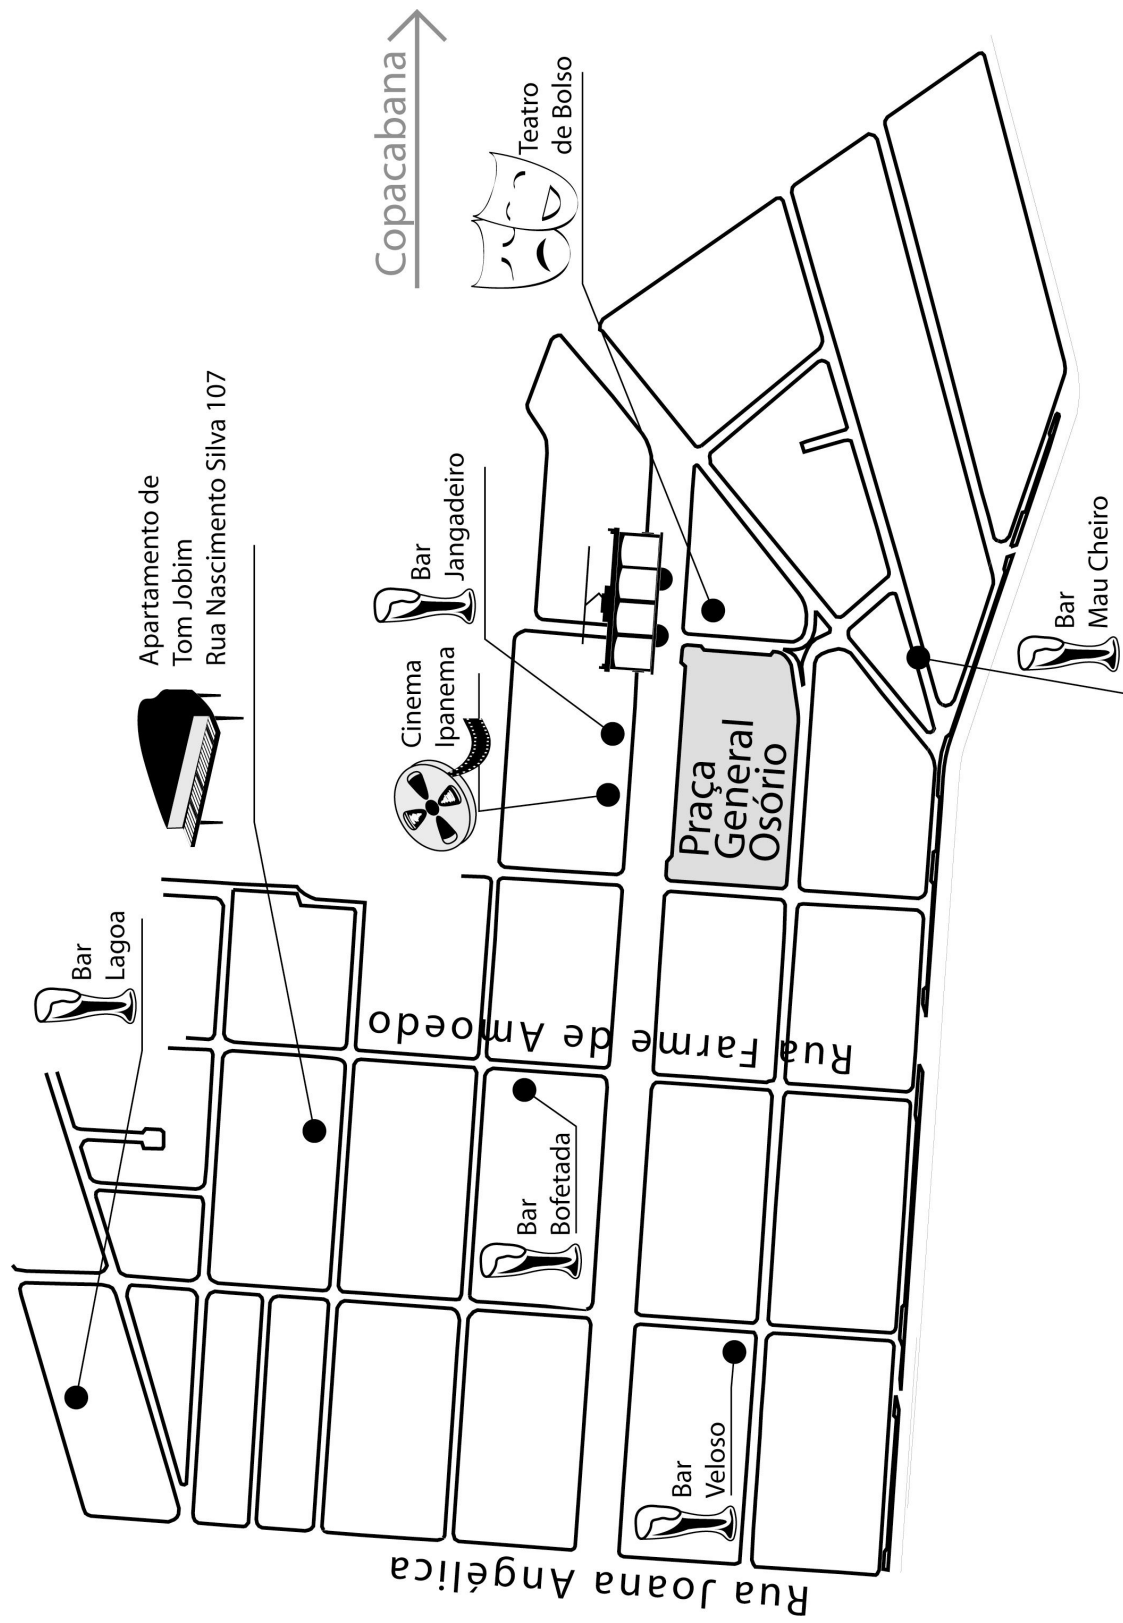 Copacabana
Teatro
de Bolso
Apartamento de
Tom Jobim
Rua Nascimento Silva 107
Bar
Jangadeiro
Cinema
Ipanema
Praça
General
Osório
Bar
Mau Cheiro
Bar
Lagoa
Rua Farme de Amoedo
Bar
Bofetada
Bar
Veloso
Rua Joana Angélica